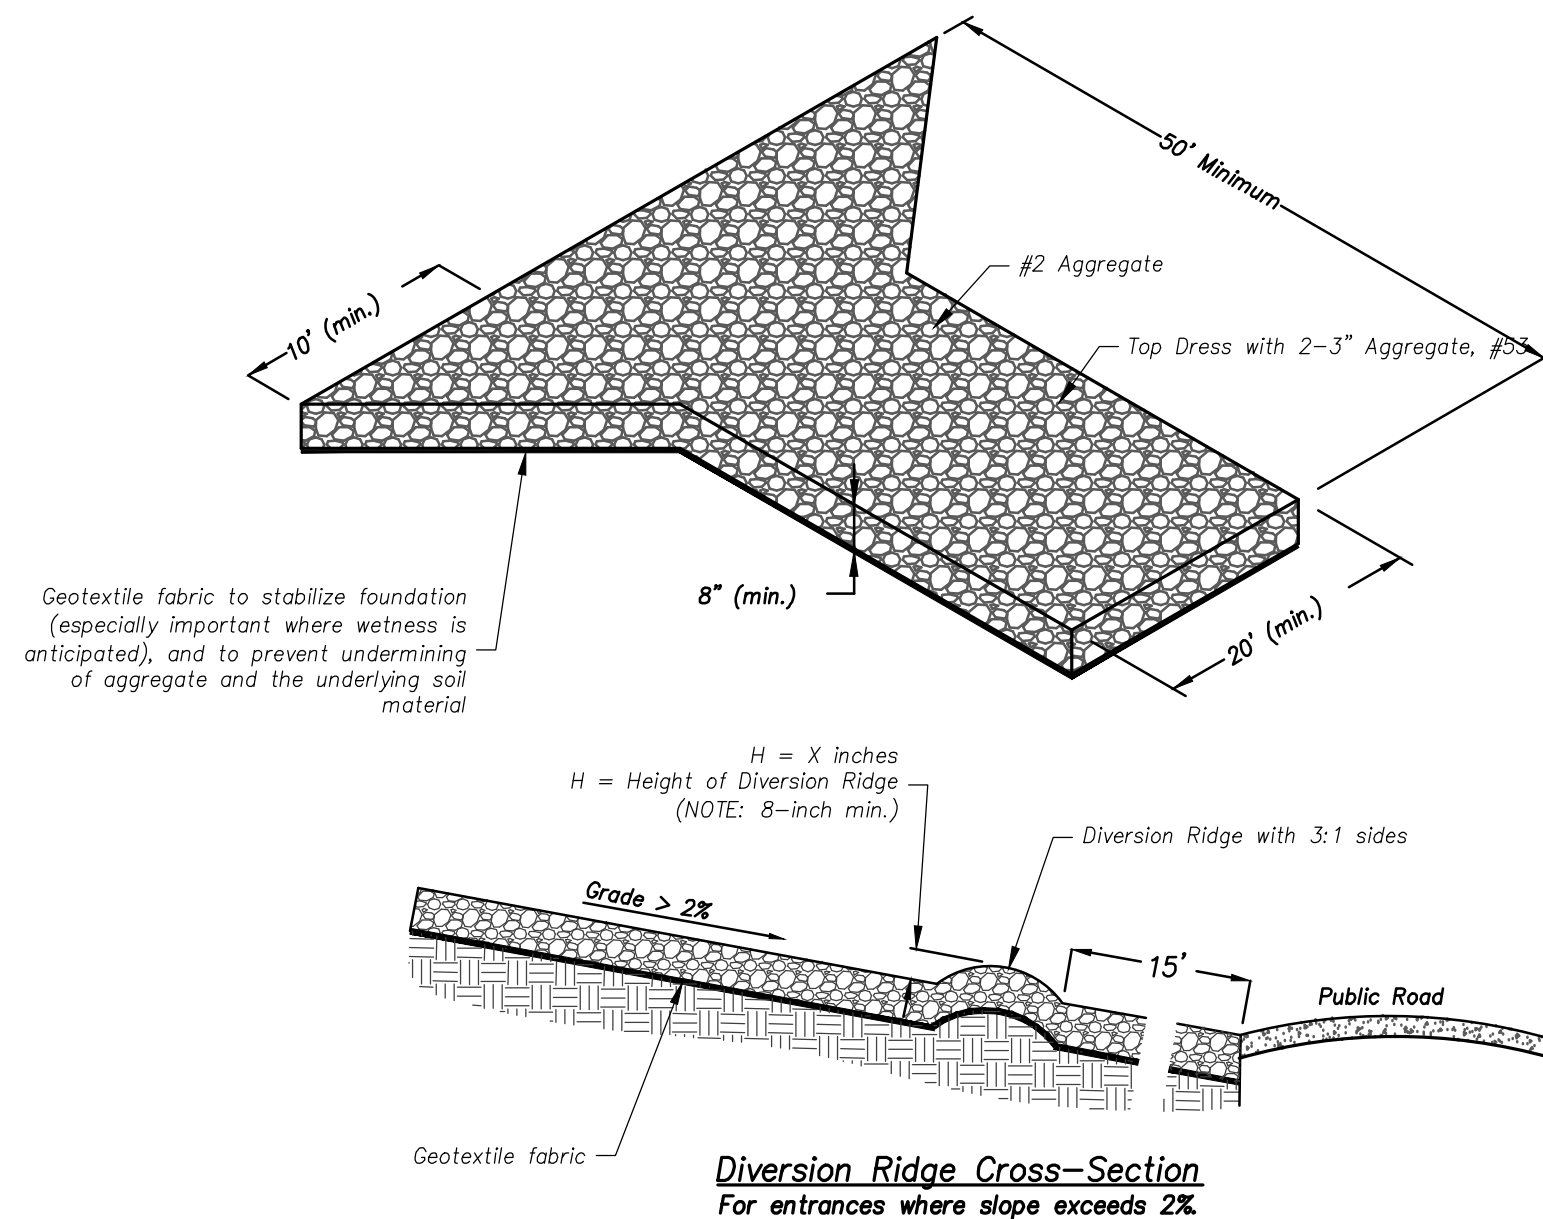 50' Minimum
#2 Aggregate
10' (min.)
Top Dress with 2-3" Aggregate, #53
8" (min.)
20' (min.)
Geotextile fabric to stabilize foundation
(especially important where wetness is
anticipated), and to prevent undermining
of aggregate and the underlying soil
material
H = X inches
H = Height of Diversion Ridge
(NOTE: 8-inch min.)
Diversion Ridge with 3:1 sides
Grade > 2%
15'
Public Road
Geotextile fabric
Diversion Ridge Cross-Section
For entrances where slope exceeds 2%.